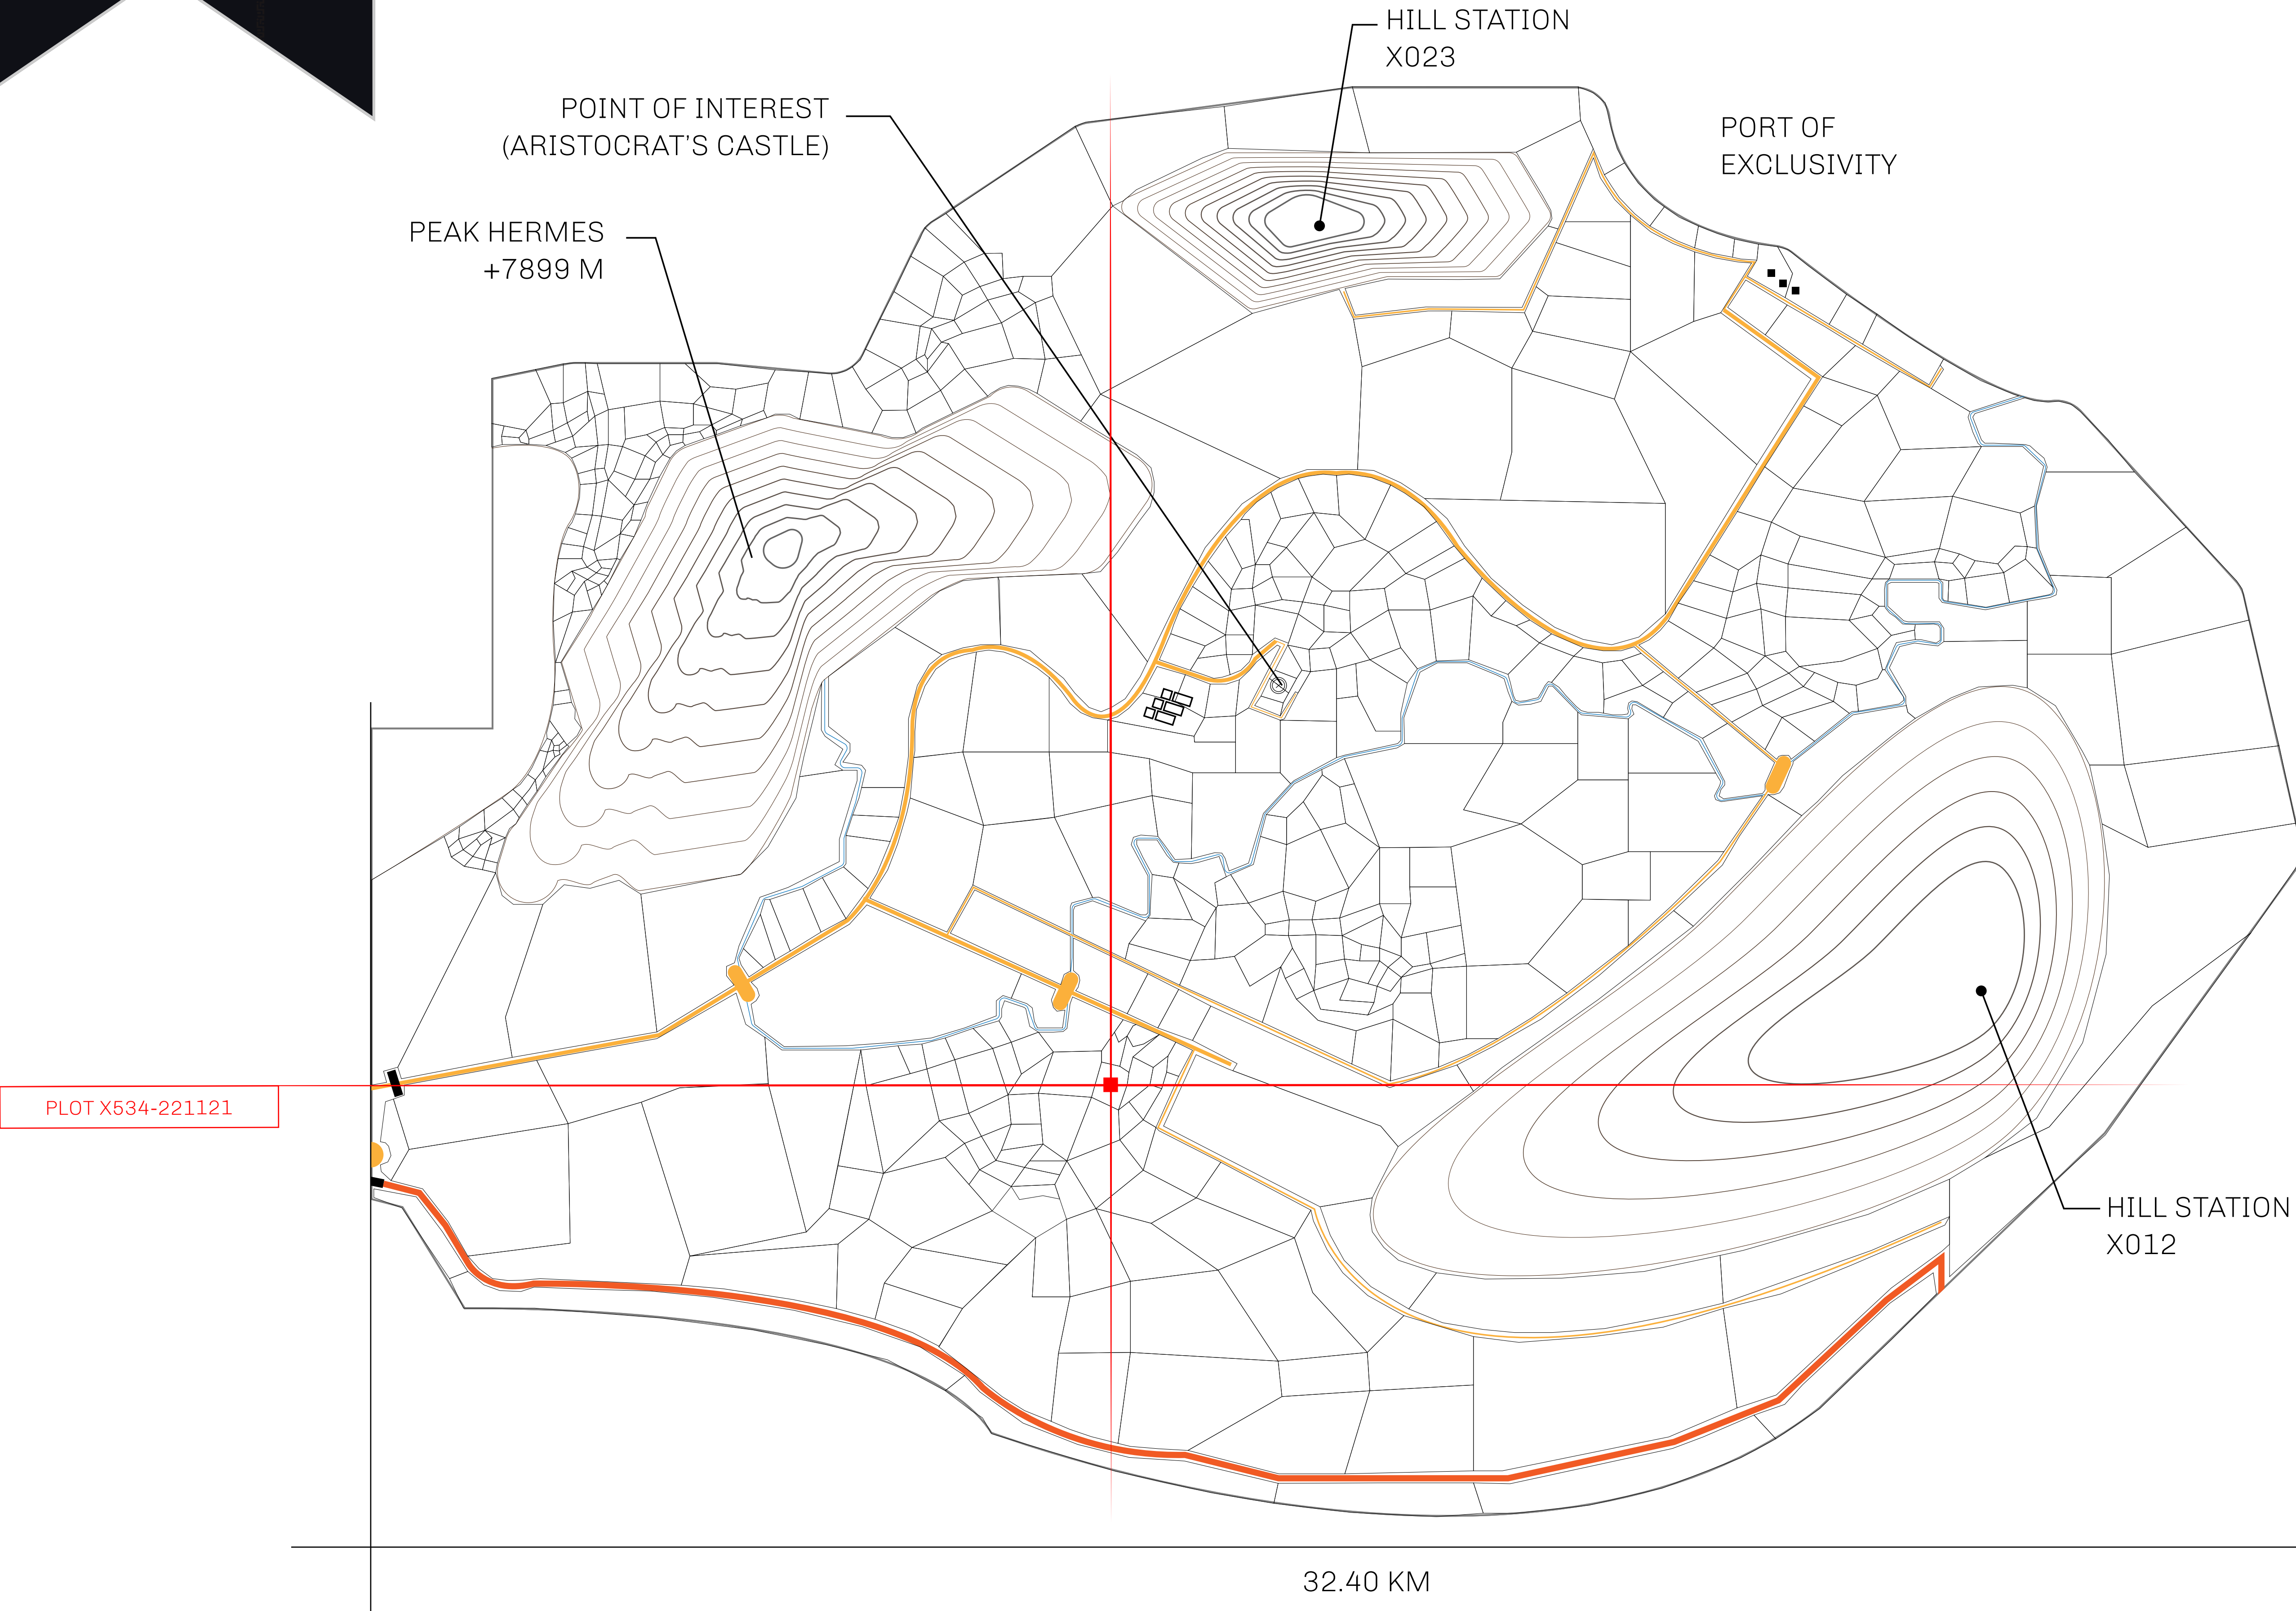 HILL STATION
X023
POINT OF INTEREST
(ARISTOCRAT'S CASTLE)
PORT OF
EXCLUSIVITY
PEAK HERMES
+7899 M
PLOT X534-221121
HILL STATION
X012
32.40 KM